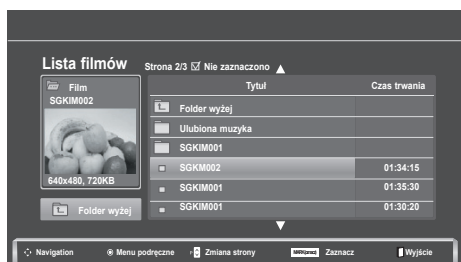 Lista filmów
Strona 2/3 ☑ Nie zaznaczono
Film
SGKIM002
640x480, 720KB
Folder wyżej
Tytuł Czas trwania
Folder wyżej
Ulubiona muzyka
SGKIM001
SGKM002 01:34:15
SGKIM001 01:35:30
SGKIM001 01:30:20
Navigation Menu podręczne Zmiana strony Zaznacz Wyjście